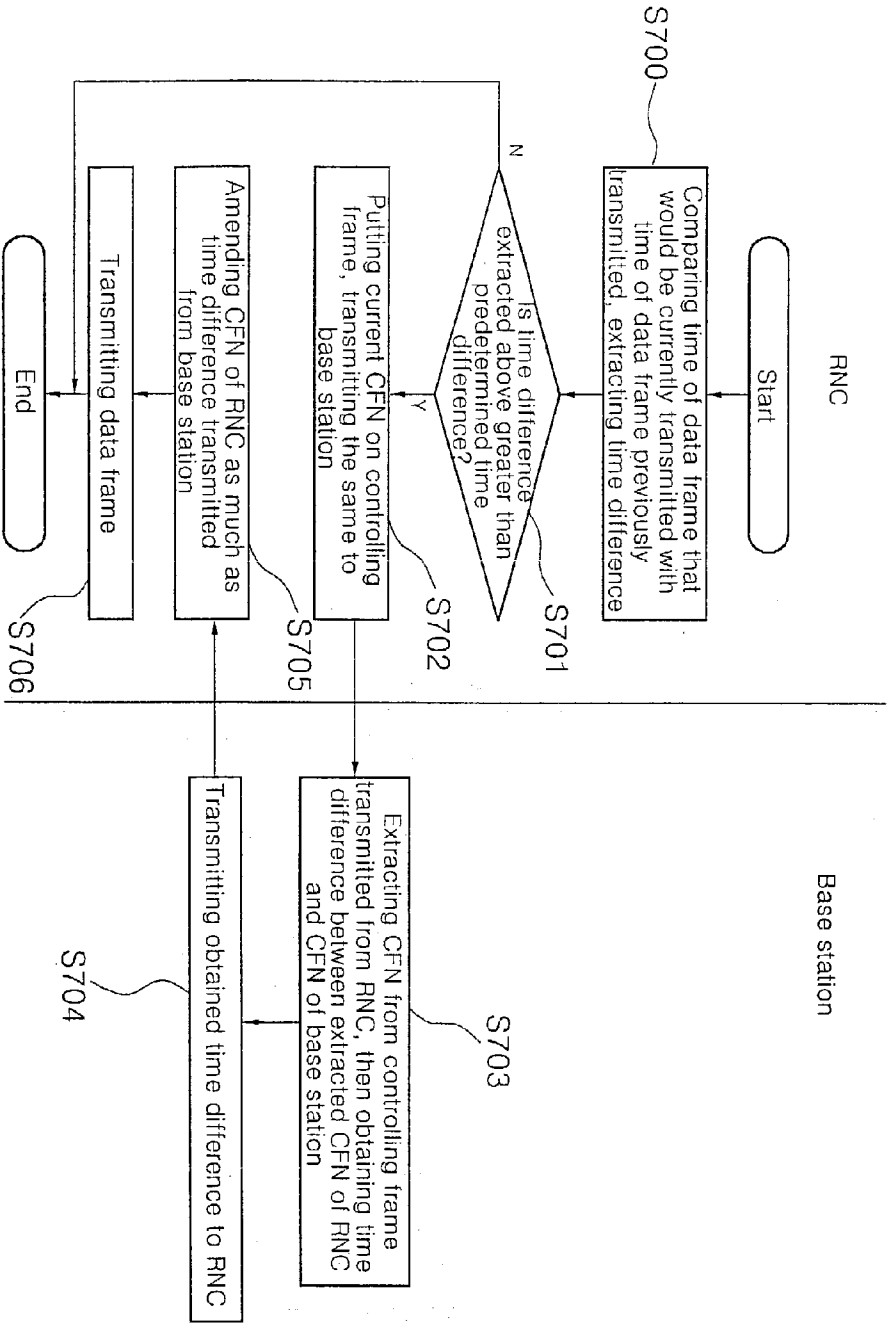 RNC
Base station
Start
Comparing time of data frame that
would be currently transmitted with
time of data frame previously
transmitted, extracting time difference
S700
Is time difference
extracted above greater than
predetermined time
difference?
S701
N
Y
Putting current CFN on controlling
frame, transmitting the same to
base station
S702
Extracting CFN from controlling frame
transmitted from RNC, then obtaining time
difference between extracted CFN of RNC
and CFN of base station
S703
Transmitting obtained time difference to RNC
S704
Amending CFN of RNC as much as
time difference transmitted
from base station
S705
Transmitting data frame
S706
End